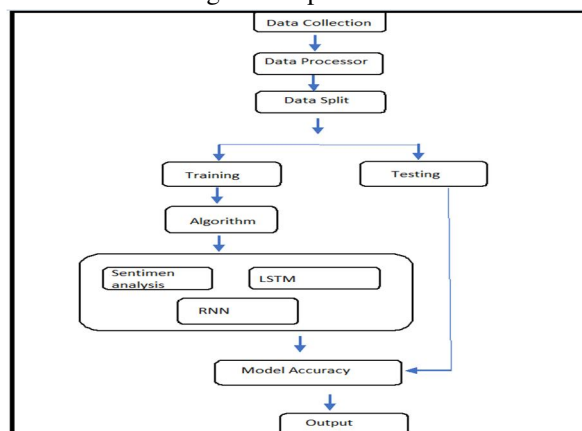 Data Collection
Data Processor
Data Split
Training
Testing
Algorithm
Sentimen
analysis
LSTM
RNN
Model Accuracy
Output